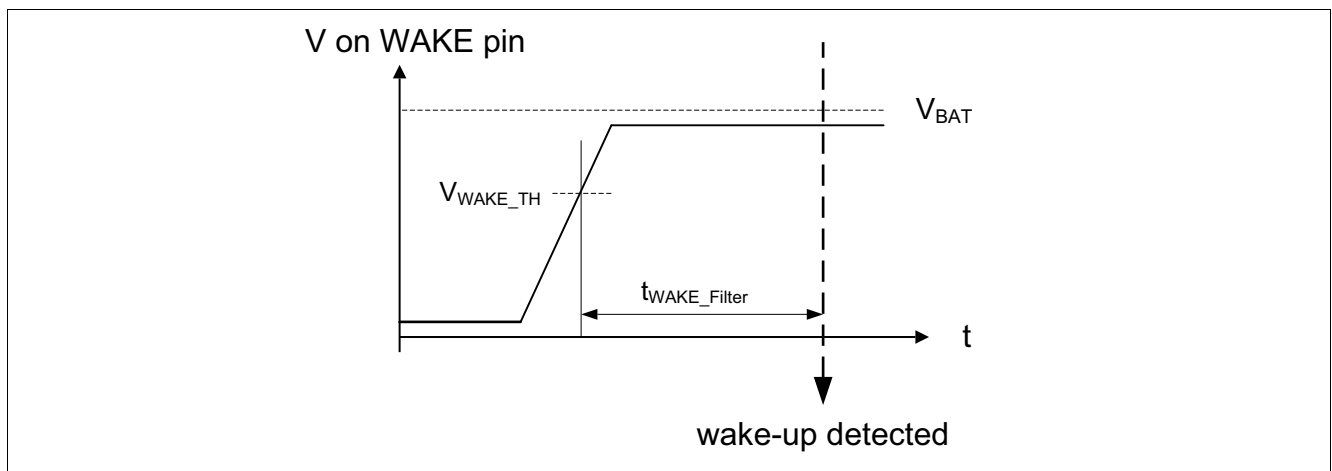 V on WAKE pin
V_BAT
V_WAKE_TH
t_WAKE_Filter
t
wake-up detected